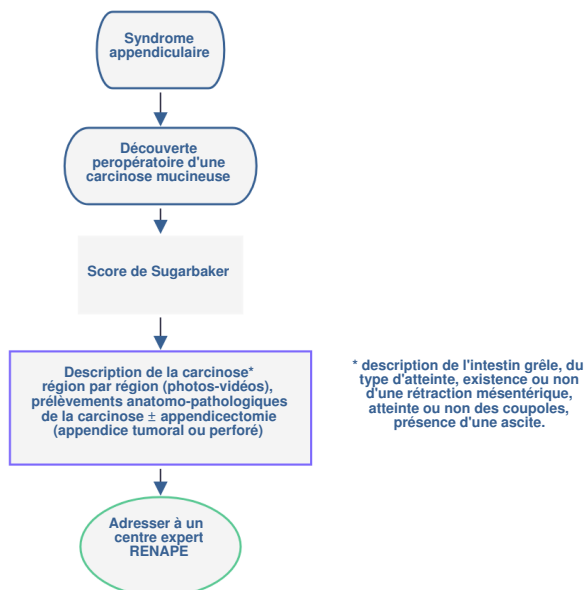 Syndrome
appendiculaire
Découverte
peropératoire d'une
carcinose mucineuse
Score de Sugarbaker
Description de la carcinose*
région par région (photos-vidéos),
prélèvements anatomo-pathologiques
de la carcinose ± appendicectomie
(appendice tumoral ou perforé)
* description de l'intestin grêle, du
type d'atteinte, existence ou non
d'une rétraction mésentérique,
atteinte ou non des coupoles,
présence d'une ascite.
Adresser à un
centre expert
RENAPE